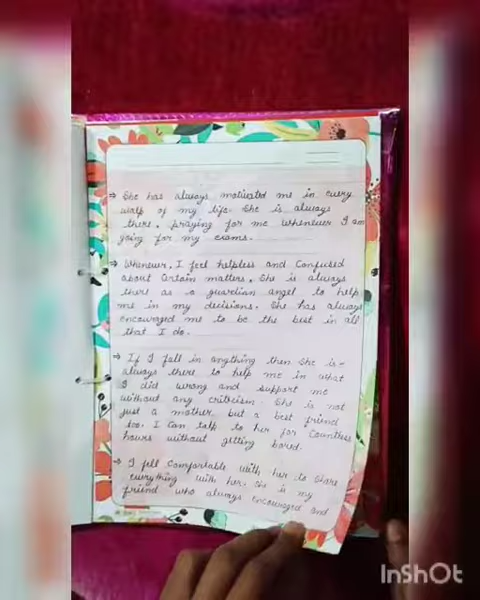 → She has always motivated me in every
walk of my life. She is always
there, praying for me whenever I am
going for my exams.
→ Whenever, I feel helpless and Confused
about Certain matters, She is always
there as a guardian angel to help
me in my decisions. She has always
encouraged me to be the best in all
that I do.
→ If I fall in anything then She is-
always there to help me in what
I did wrong and support me
without any criticism. She is not
just a mother but a best friend
too. I Can talk to her for Countless
hours without getting bored.
→ I fell Comfortable with her to Share
everything with her. as is my
friend who always encouraged and
InShOt